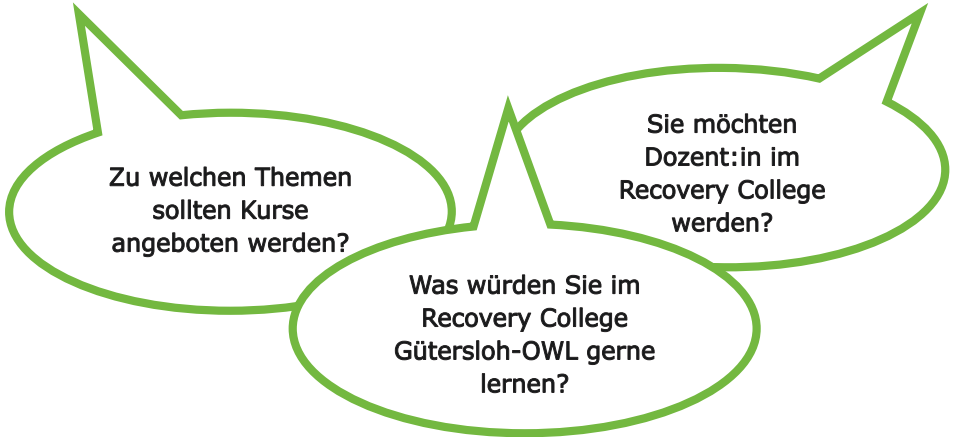 Zu welchen Themen
sollten Kurse
angeboten werden?
Was würden Sie im
Recovery College
Gütersloh-OWL gerne
lernen?
Sie möchten
Dozent:in im
Recovery College
werden?